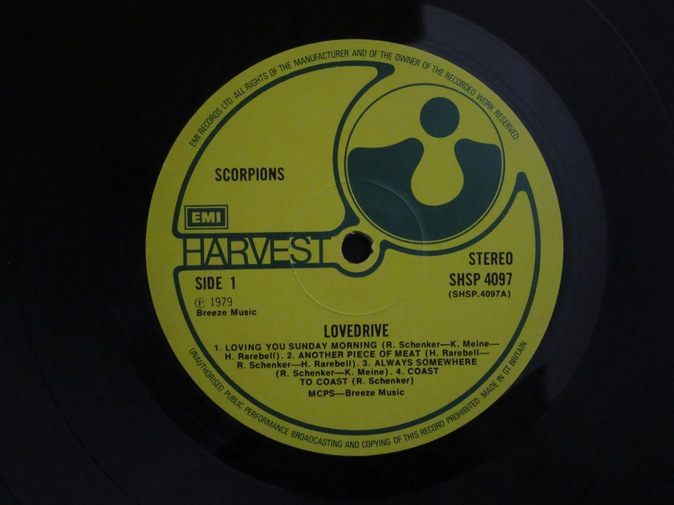 EMI RECORDS LTD · ALL RIGHTS OF THE MANUFACTURER AND OF THE OWNER OF THE RECORDED WORK RESERVED ·
SCORPIONS
EMI
HARVEST
STEREO
SIDE 1
SHSP 4097
(SHSP.4097A)
Ⓟ 1979
Breeze Music
LOVEDRIVE
1. LOVING YOU SUNDAY MORNING (R. Schenker—K. Meine—
H. Rarebell). 2. ANOTHER PIECE OF MEAT (H. Rarebell—
R. Schenker—H. Rarebell). 3. ALWAYS SOMEWHERE
(R. Schenker—K. Meine). 4. COAST
TO COAST (R. Schenker)
MCPS—Breeze Music
UNAUTHORISED PUBLIC PERFORMANCE BROADCASTING AND COPYING OF THIS RECORD PROHIBITED · MADE IN GT BRITAIN